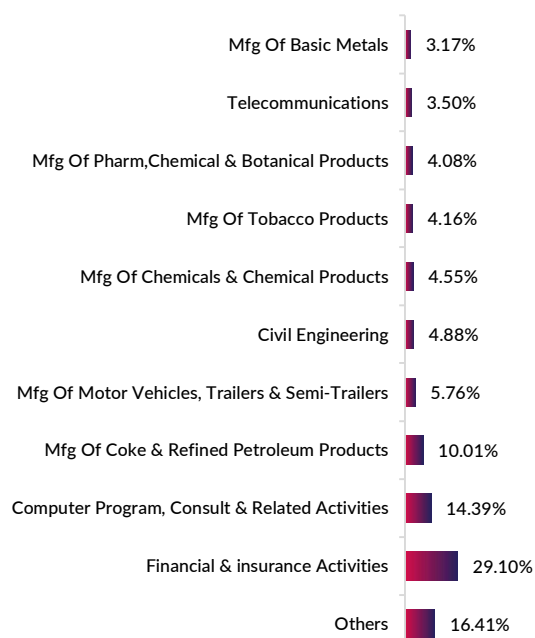 Mfg Of Basic Metals 3.17%
Telecommunications 3.50%
Mfg Of Pharm,Chemical & Botanical Products 4.08%
Mfg Of Tobacco Products 4.16%
Mfg Of Chemicals & Chemical Products 4.55%
Civil Engineering 4.88%
Mfg Of Motor Vehicles, Trailers & Semi-Trailers 5.76%
Mfg Of Coke & Refined Petroleum Products 10.01%
Computer Program, Consult & Related Activities 14.39%
Financial & insurance Activities 29.10%
Others 16.41%